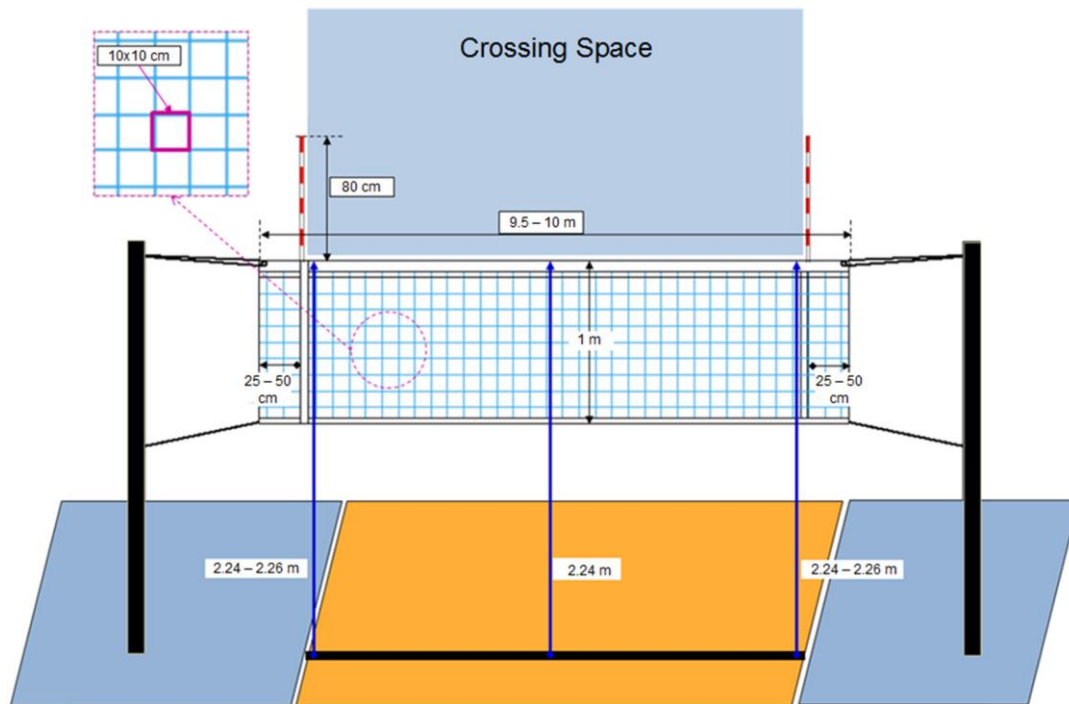 Crossing Space
10x10 cm
80 cm
9.5 – 10 m
1 m
25 – 50
cm
25 – 50
cm
2.24 – 2.26 m
2.24 m
2.24 – 2.26 m